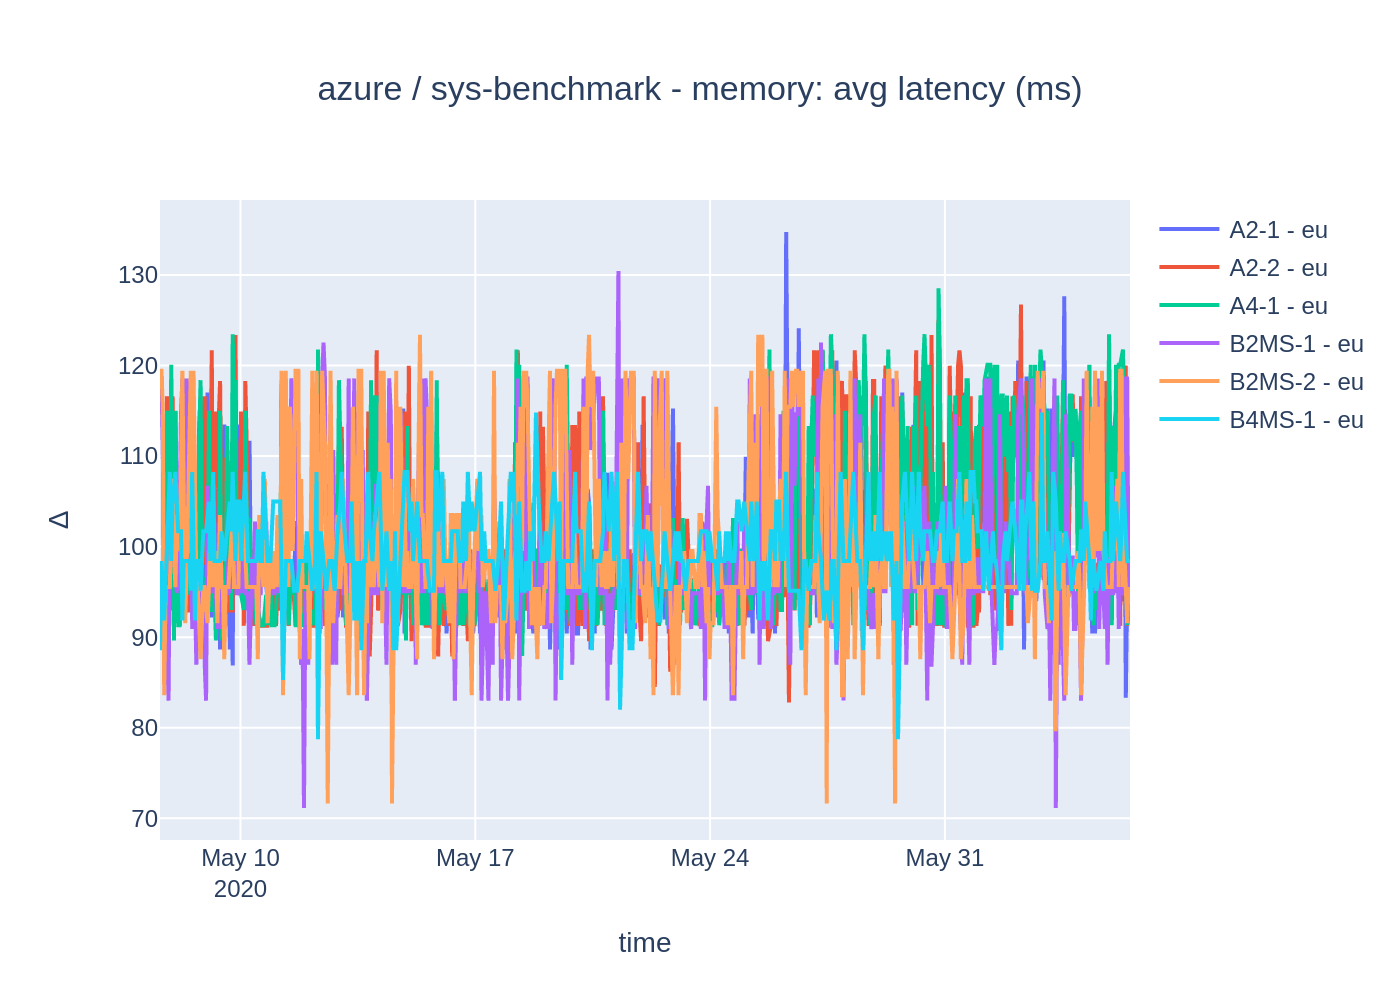 azure / sys-benchmark - memory: avg latency (ms)
A2-1 - eu
A2-2 - eu
A4-1 - eu
B2MS-1 - eu
B2MS-2 - eu
B4MS-1 - eu
130
120
110
100
90
80
70
Δ
May 10
2020
May 17
May 24
May 31
time